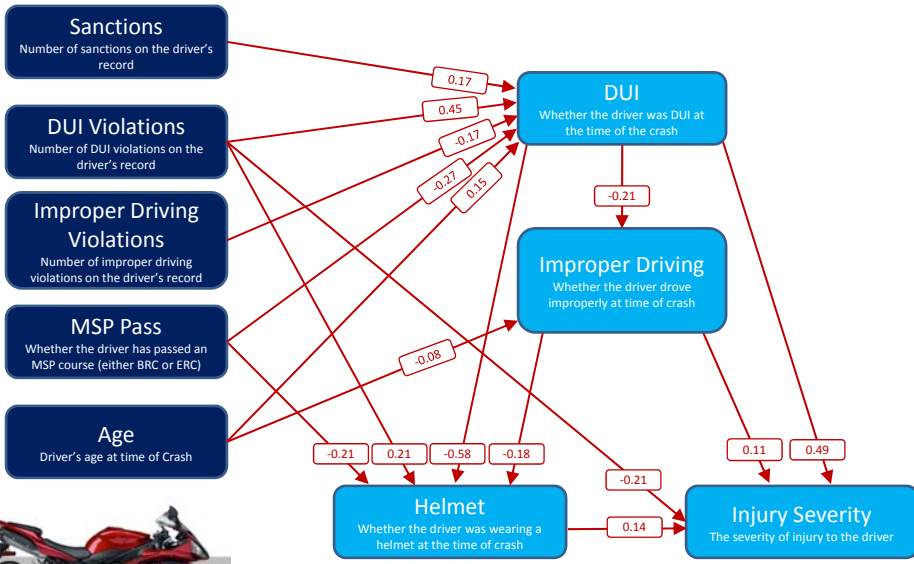 Sanctions
Number of sanctions on the driver's
record
DUI Violations
Number of DUI violations on the
driver's record
Improper Driving
Violations
Number of improper driving
violations on the driver's record
MSP Pass
Whether the driver has passed an
MSP course (either BRC or ERC)
Age
Driver's age at time of Crash
0.17
0.45
-0.17
-0.27
0.15
DUI
Whether the driver was DUI at
the time of the crash
-0.21
Improper Driving
Whether the driver drove
improperly at time of crash
-0.08
-0.21
0.21
-0.58
-0.18
0.11
0.49
-0.21
Helmet
Whether the driver was wearing a
helmet at the time of crash
0.14
Injury Severity
The severity of injury to the driver